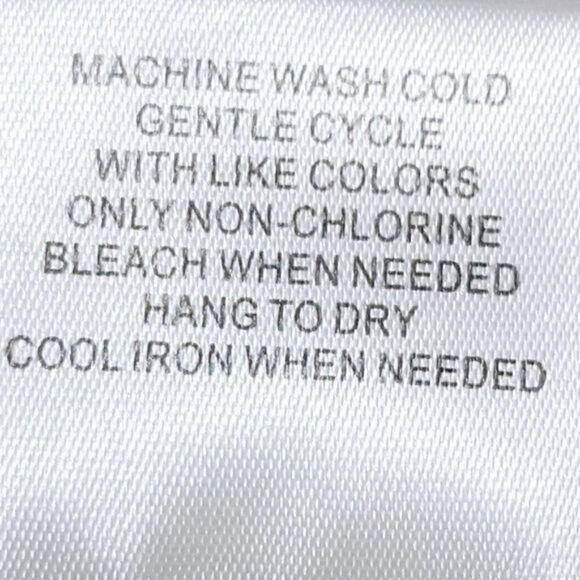 MACHINE WASH COLD
GENTLE CYCLE
WITH LIKE COLORS
ONLY NON-CHLORINE
BLEACH WHEN NEEDED
HANG TO DRY
COOL IRON WHEN NEEDED